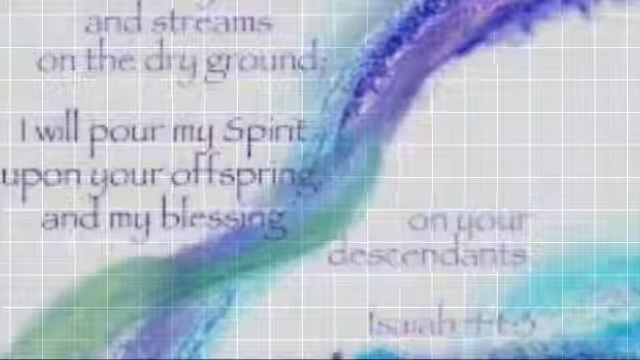 and streams
on the dry ground;
I will pour my Spirit
upon your offspring,
and my blessing
on your
descendants
Isaiah 44:3